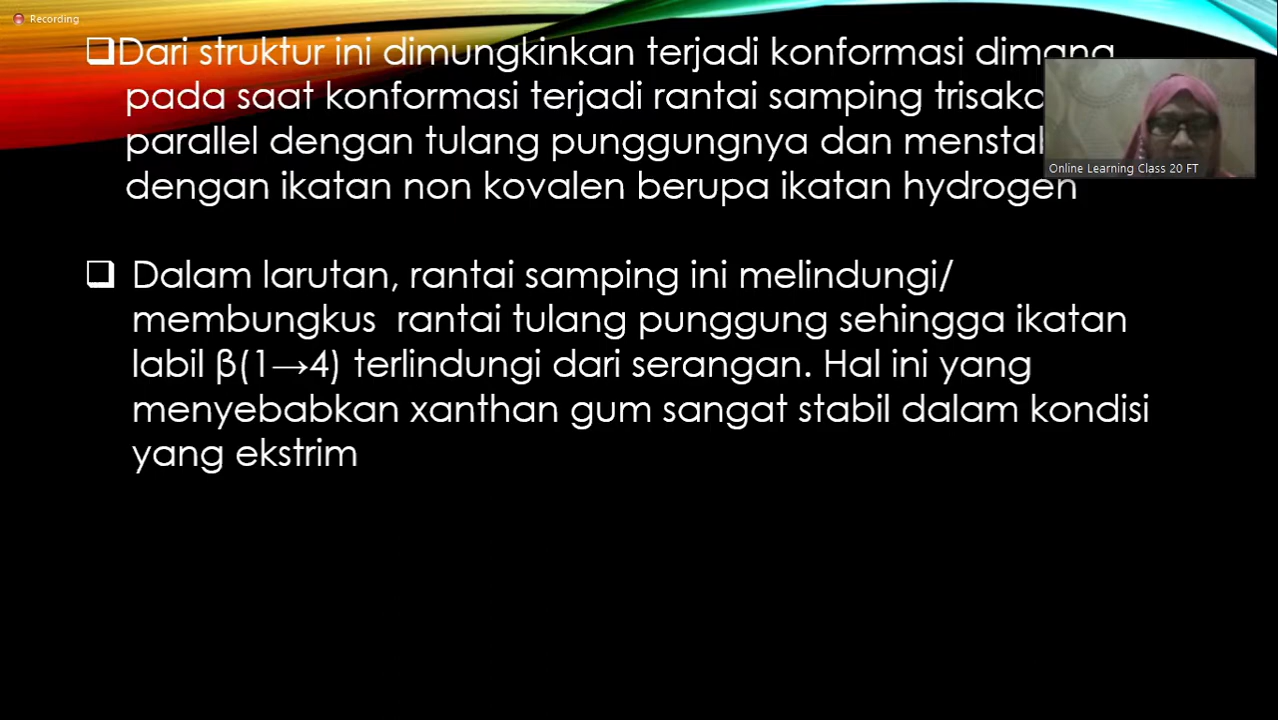 Recording
Dari struktur ini dimungkinkan terjadi konformasi dimana
pada saat konformasi terjadi rantai samping
parallel dengan tulang punggungnya dan
dengan ikatan non kovalen berupa ikatan hydrogen
Online Learning Class 20 FT
Dalam larutan, rantai samping ini melindungi/
membungkus rantai tulang punggung sehingga ikatan
labil β(1→4) terlindungi dari serangan. Hal ini yang
menyebabkan xanthan gum sangat stabil dalam kondisi
yang ekstrim